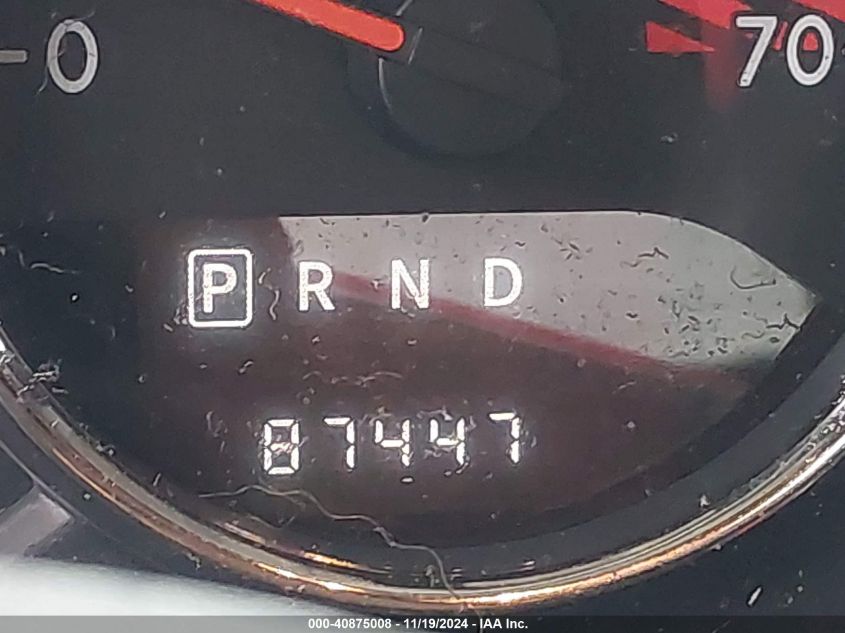 0 70
P R N D
87447
000-40875008 - 11/19/2024 - IAA Inc.